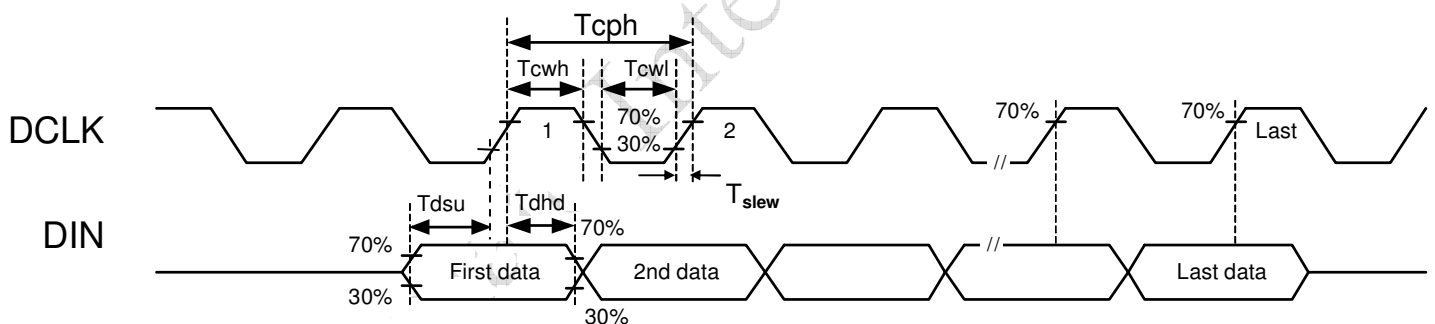 Tcph
Tcwh
Tcwl
DCLK
1
70%
30%
2
70%
70%
Last
//
Tslew
Tdsu
Tdhd
DIN
70%
70%
//
First data
2nd data
Last data
30%
30%